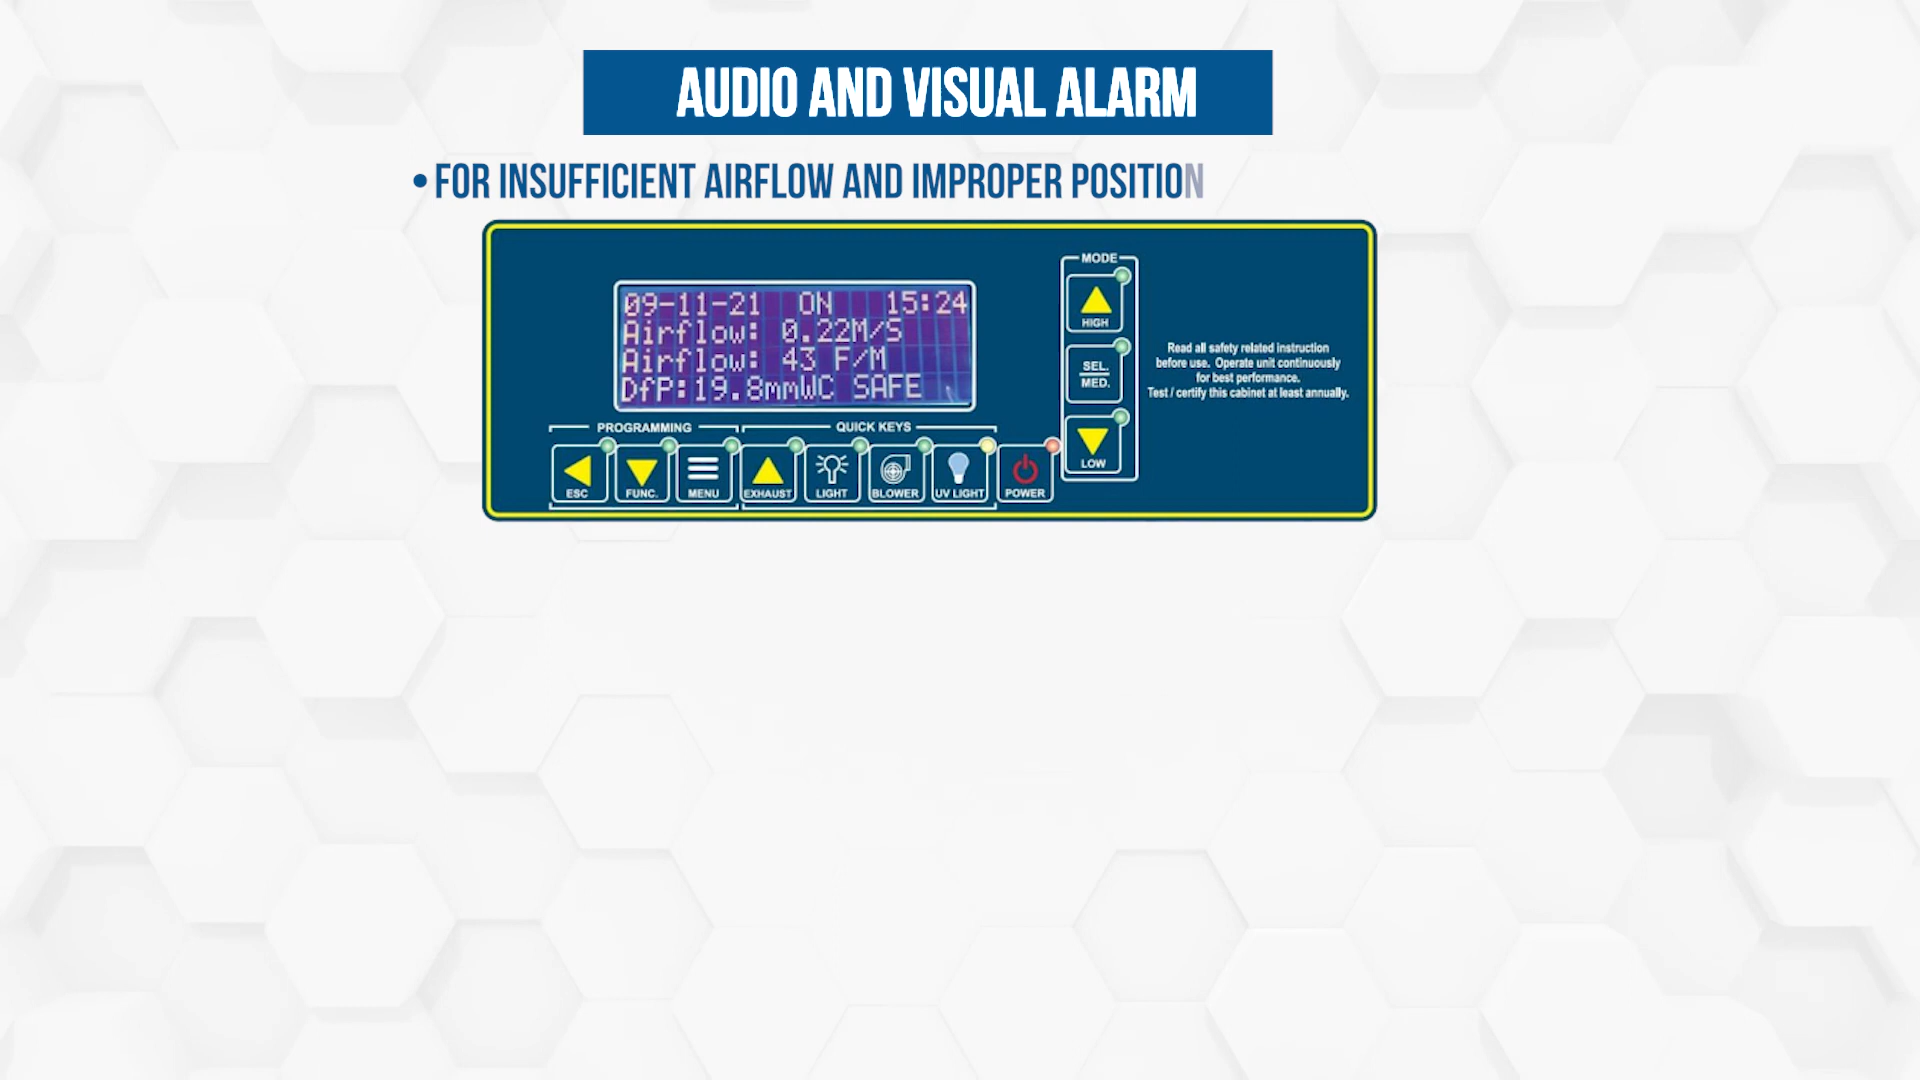 AUDIO AND VISUAL ALARM
• FOR INSUFFICIENT AIRFLOW AND IMPROPER POSITION
09-11-21 ON 15:24
Airflow: 0.22M/S
Airflow: 43 F/M
DfP:19.8mmWC SAFE
MODE
HIGH
SEL.
MED.
LOW
Read all safety related instruction
before use. Operate unit continuously
for best performance.
Test / certify this cabinet at least annually.
PROGRAMMING
QUICK KEYS
ESC
FUNC.
MENU
EXHAUST
LIGHT
BLOWER
UV LIGHT
POWER